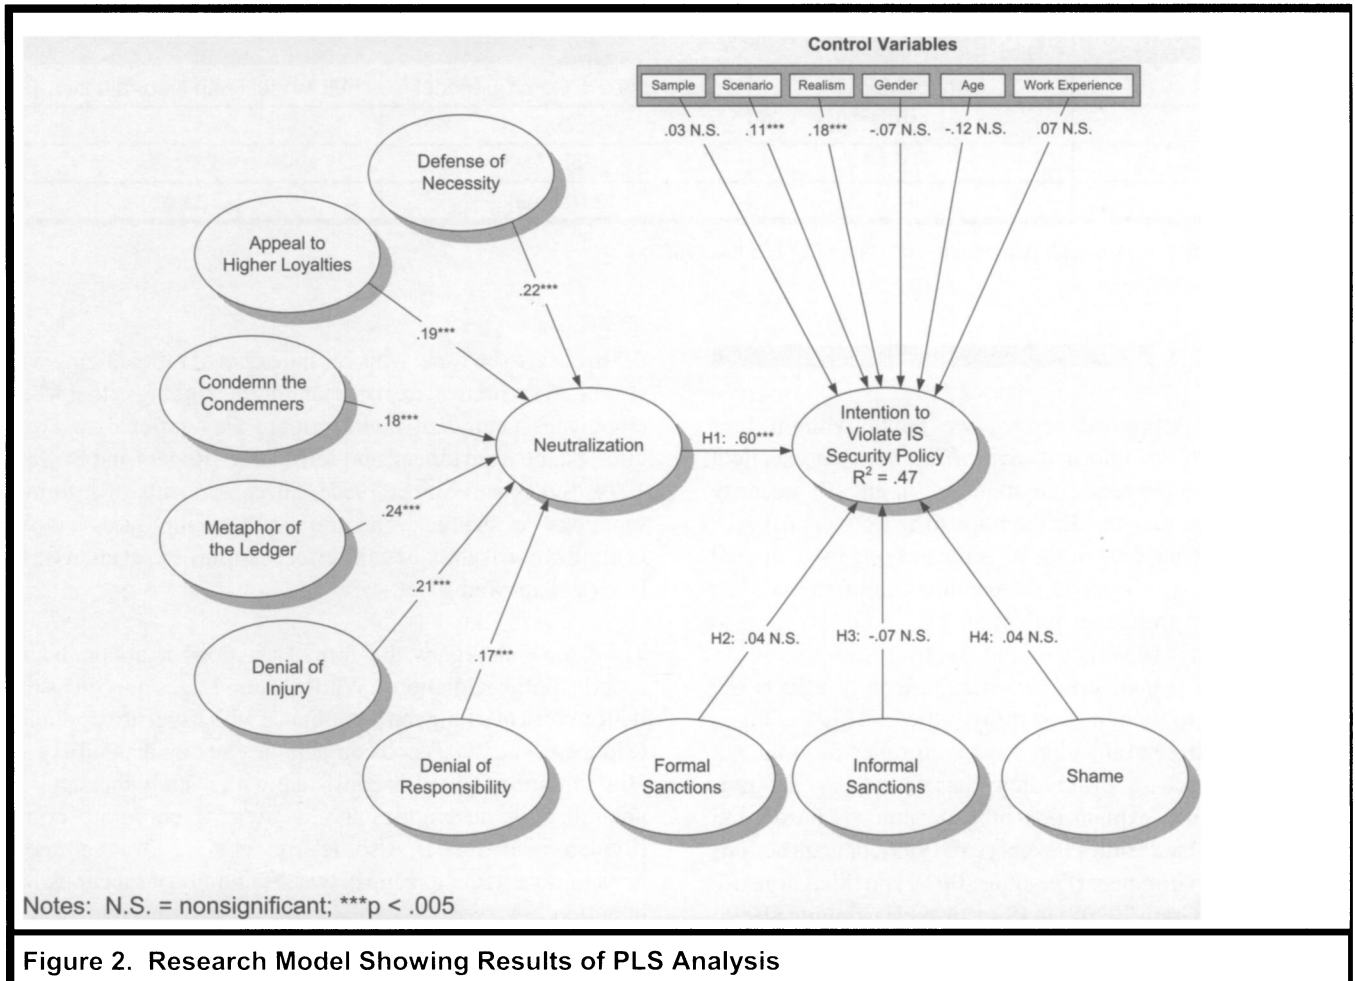 Control Variables
Sample Scenario Realism Gender Age Work Experience
.03 N.S. .11*** .18*** -.07 N.S. -.12 N.S. .07 N.S.
Defense of
Necessity
Appeal to
Higher Loyalties
.22***
.19***
Condemn the
Condemners
.18***
Neutralization
H1: .60***
Intention to
Violate IS
Security Policy
R² = .47
Metaphor of
the Ledger
.24***
.21***
Denial of
Injury
.17***
Denial of
Responsibility
H2: .04 N.S.
H3: -.07 N.S.
H4: .04 N.S.
Formal
Sanctions
Informal
Sanctions
Shame
Notes: N.S. = nonsignificant; ***p < .005
Figure 2. Research Model Showing Results of PLS Analysis